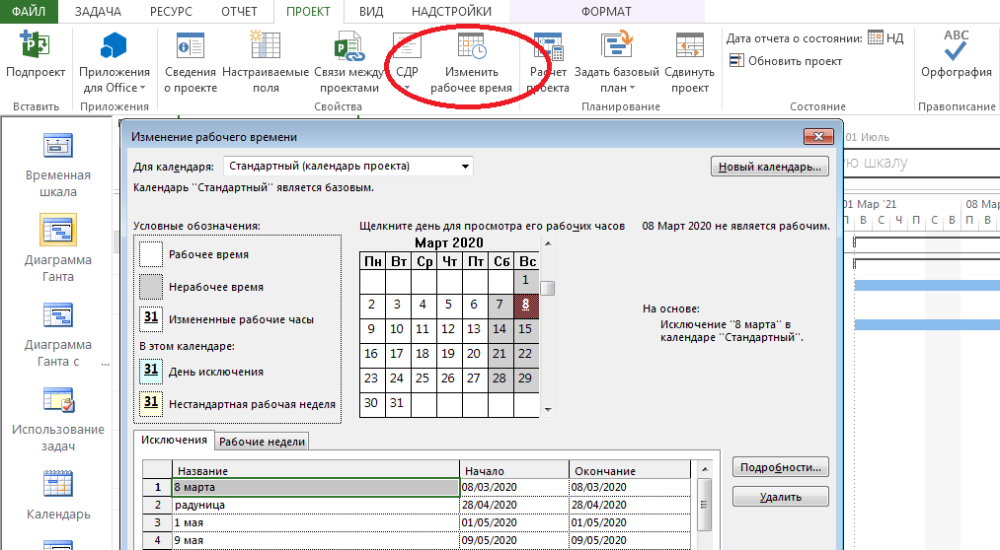 ФАЙЛ ЗАДАЧА РЕСУРС ОТЧЕТ ПРОЕКТ ВИД НАДСТРОЙКИ ФОРМАТ
Подпроект
Вставить
Приложения
для Office
Приложения
Сведения
о проекте
Настраиваемые
поля
Связи между
проектами
СДР
Изменить
рабочее время
Свойства
Расчет
проекта
Задать базовый
план
Сдвинуть
проект
Планирование
Дата отчета о состоянии: НД
Обновить проект
Состояние
ABC
Орфография
Правописание
Временная
шкала
Диаграмма
Ганта
Диаграмма
Ганта с ...
Использование
задач
Календарь
Изменение рабочего времени
Для календаря: Стандартный (календарь проекта)
Новый календарь...
Календарь "Стандартный" является базовым.
Условные обозначения:
Рабочее время
Нерабочее время
31 Измененные рабочие часы
В этом календаре:
31 День исключения
31 Нестандартная рабочая неделя
Щелкните день для просмотра его рабочих часов
Март 2020
Пн Вт Ср Чт Пт Сб Вс
1
2 3 4 5 6 7 8
9 10 11 12 13 14 15
16 17 18 19 20 21 22
23 24 25 26 27 28 29
30 31
08 Март 2020 не является рабочим.
На основе:
Исключение "8 марта" в
календаре "Стандартный".
Исключения Рабочие недели
Название Начало Окончание
1 8 марта 08/03/2020 08/03/2020
2 радуница 28/04/2020 28/04/2020
3 1 мая 01/05/2020 01/05/2020
4 9 мая 09/05/2020 09/05/2020
Подробности...
Удалить
01 Июль
ую шкалу
01 Мар '21 08 Мар
П В С Ч П С В П В С